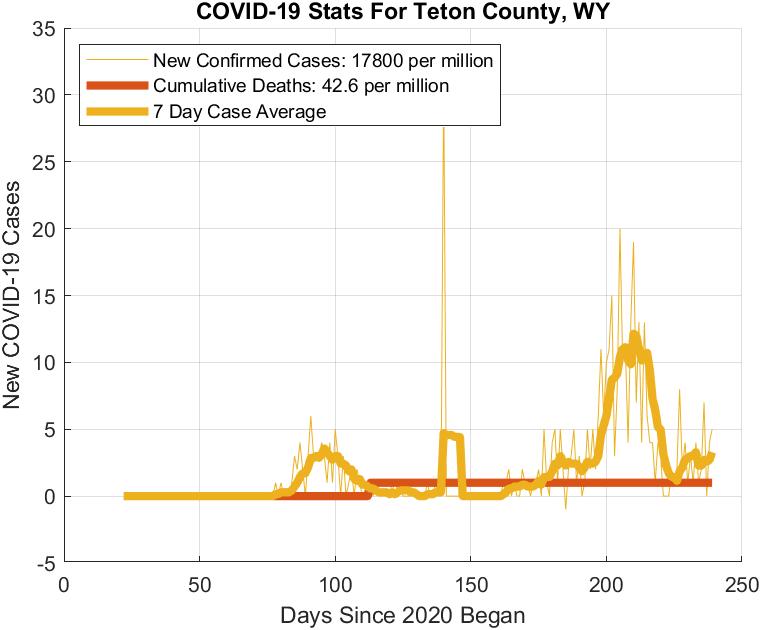 COVID-19 Stats For Teton County, WY
35
New Confirmed Cases: 17800 per million
Cumulative Deaths: 42.6 per million
7 Day Case Average
30
25
20
15
10
5
0
-5
New COVID-19 Cases
0 50 100 150 200 250
Days Since 2020 Began